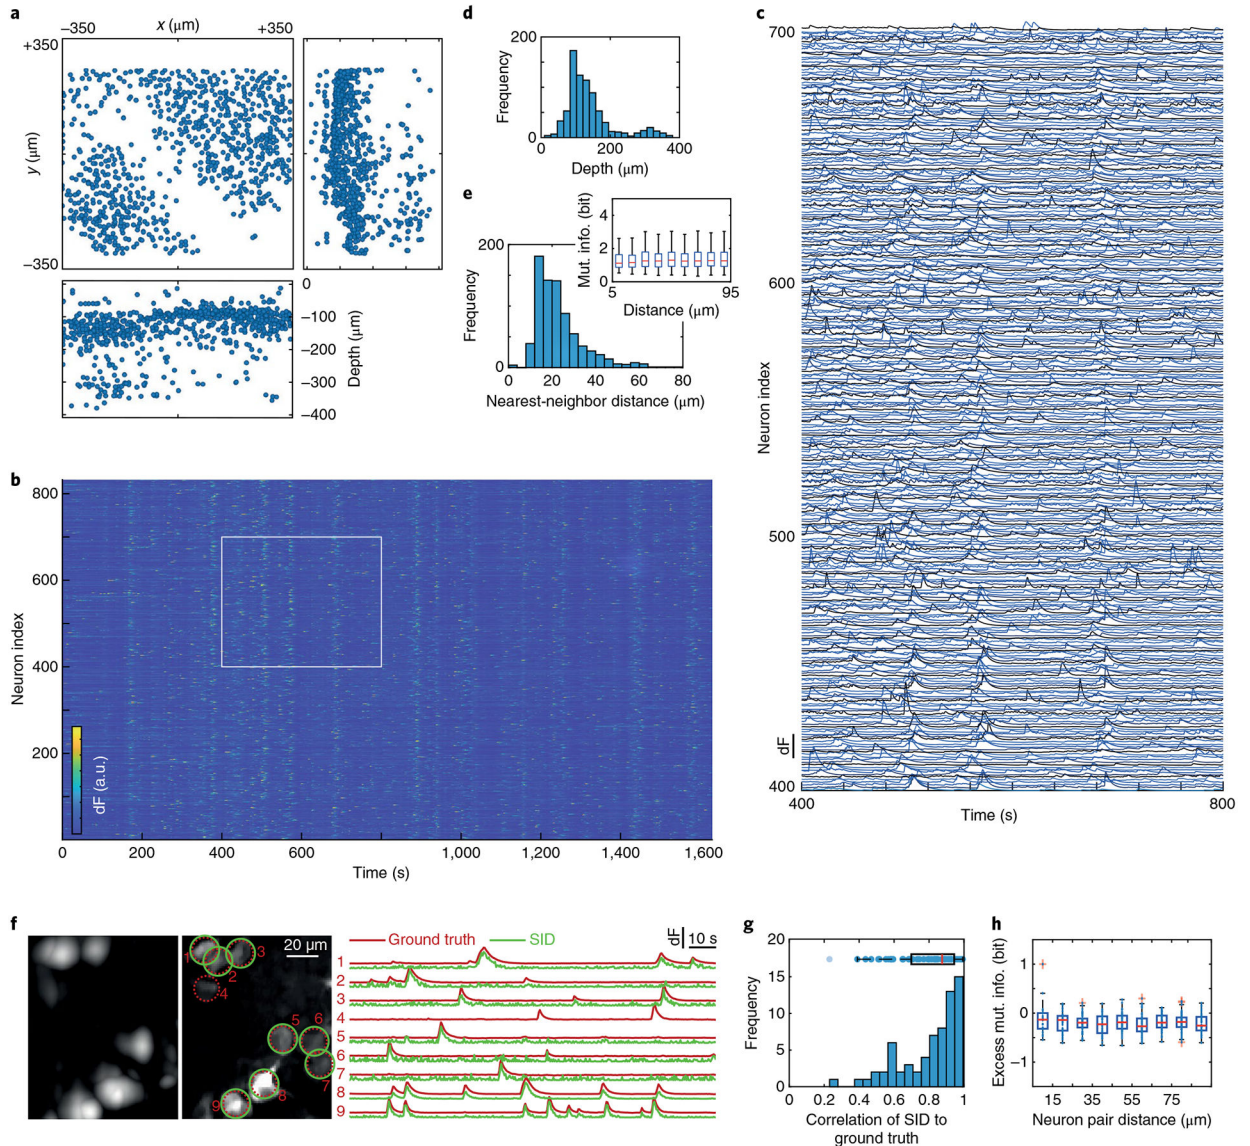 a
−350
x (μm)
+350
+350
y (μm)
−350
0
−100
−200
−300
−400
Depth (μm)
d
200
100
0
Frequency
0
200
400
Depth (μm)
e
200
0
Frequency
0
20
40
60
80
Nearest-neighbor distance (μm)
4
2
0
Mut. info. (bit)
5
95
Distance (μm)
c
700
600
500
400
Neuron index
dF
400
800
Time (s)
b
800
600
400
200
Neuron index
dF (a.u.)
0
200
400
600
800
1,000
1,200
1,400
1,600
Time (s)
f
20 μm
1
2
3
4
5
6
7
8
9
Ground truth
SID
dF
10 s
1
2
3
4
5
6
7
8
9
g
20
15
10
5
0
Frequency
0
0.2
0.4
0.6
0.8
1
Correlation of SID to
ground truth
h
1
0
−1
Excess mut. info. (bit)
15
35
55
75
Neuron pair distance (μm)